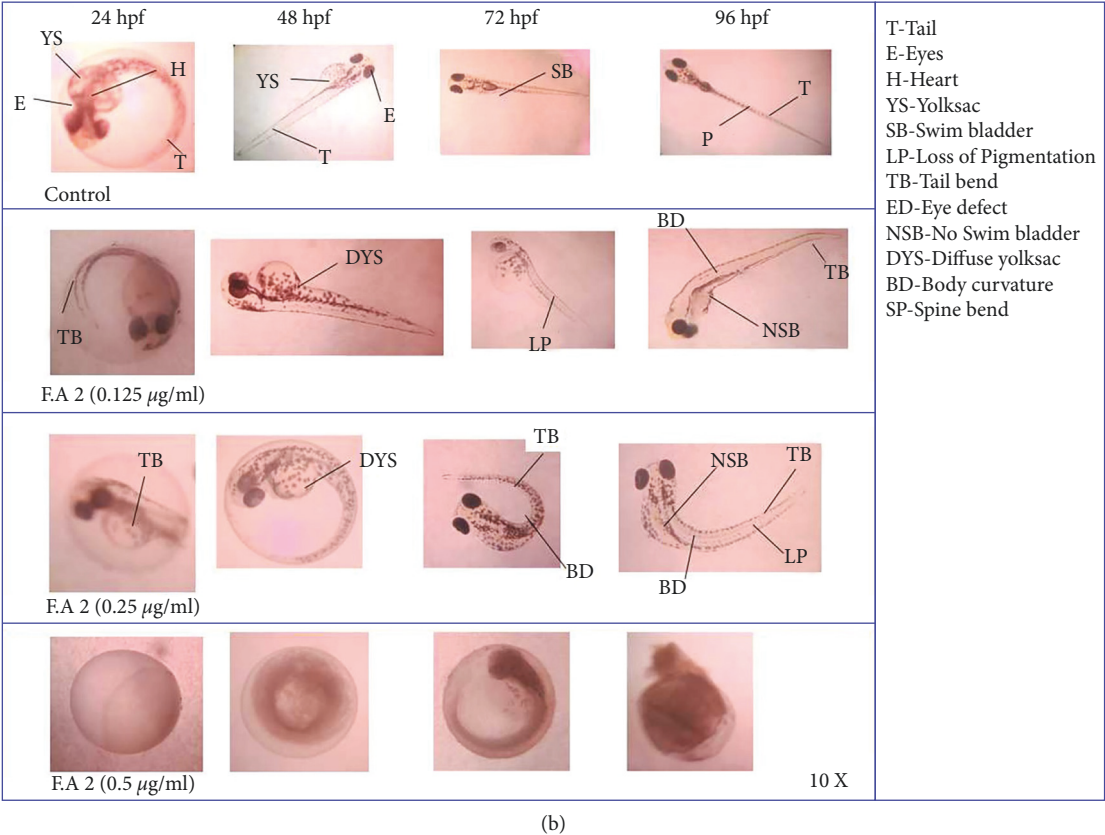 24 hpf 48 hpf 72 hpf 96 hpf
YS
H
E
T
Control
YS
E
T
SB
T
P
TB
F.A 2 (0.125 µg/ml)
DYS
LP
BD
TB
NSB
TB
F.A 2 (0.25 µg/ml)
DYS
TB
BD
NSB
TB
LP
BD
F.A 2 (0.5 µg/ml)
10 X
T-Tail
E-Eyes
H-Heart
YS-Yolksac
SB-Swim bladder
LP-Loss of Pigmentation
TB-Tail bend
ED-Eye defect
NSB-No Swim bladder
DYS-Diffuse yolksac
BD-Body curvature
SP-Spine bend
(b)